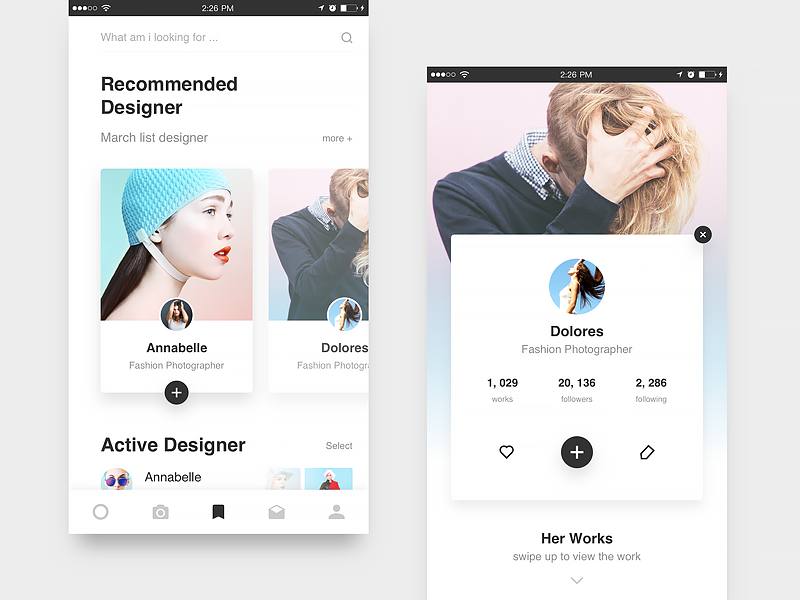 2:26 PM
What am i looking for ...
Recommended
Designer
March list designer
more +
Annabelle
Fashion Photographer
Dolores
Active Designer
Select
Annabelle
2:26 PM
Dolores
Fashion Photographer
1, 029
20, 136
2, 286
works
followers
following
Her Works
swipe up to view the work